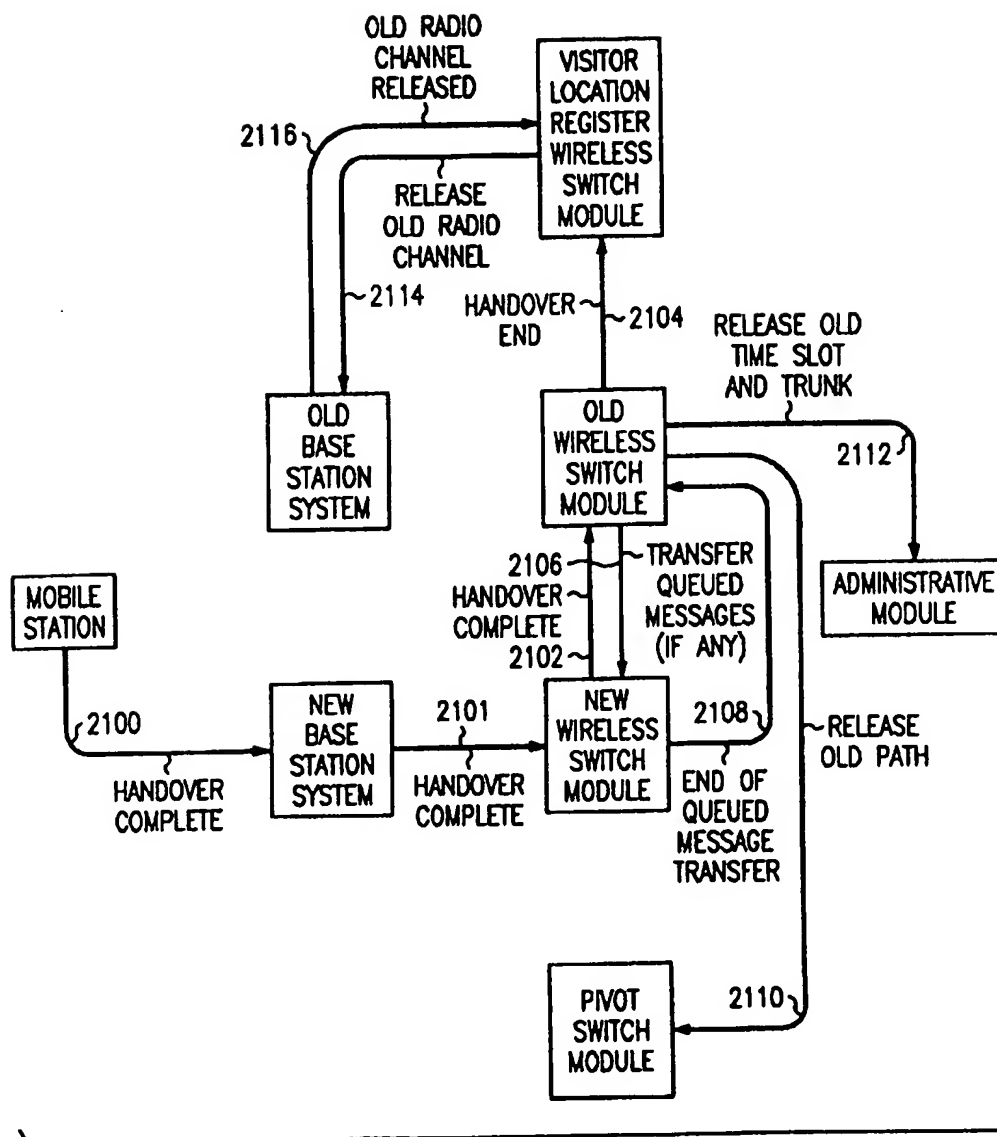 OLD RADIO
CHANNEL
RELEASED
2116
VISITOR
LOCATION
REGISTER
WIRELESS
SWITCH
MODULE
RELEASE
OLD RADIO
CHANNEL
2114
HANDOVER
END
2104
RELEASE OLD
TIME SLOT
AND TRUNK
2112
OLD
BASE
STATION
SYSTEM
OLD
WIRELESS
SWITCH
MODULE
2106
TRANSFER
QUEUED
MESSAGES
(IF ANY)
HANDOVER
COMPLETE
2102
ADMINISTRATIVE
MODULE
MOBILE
STATION
2100
HANDOVER
COMPLETE
NEW
BASE
STATION
SYSTEM
2101
HANDOVER
COMPLETE
NEW
WIRELESS
SWITCH
MODULE
2108
END OF
QUEUED
MESSAGE
TRANSFER
RELEASE
OLD PATH
PIVOT
SWITCH
MODULE
2110